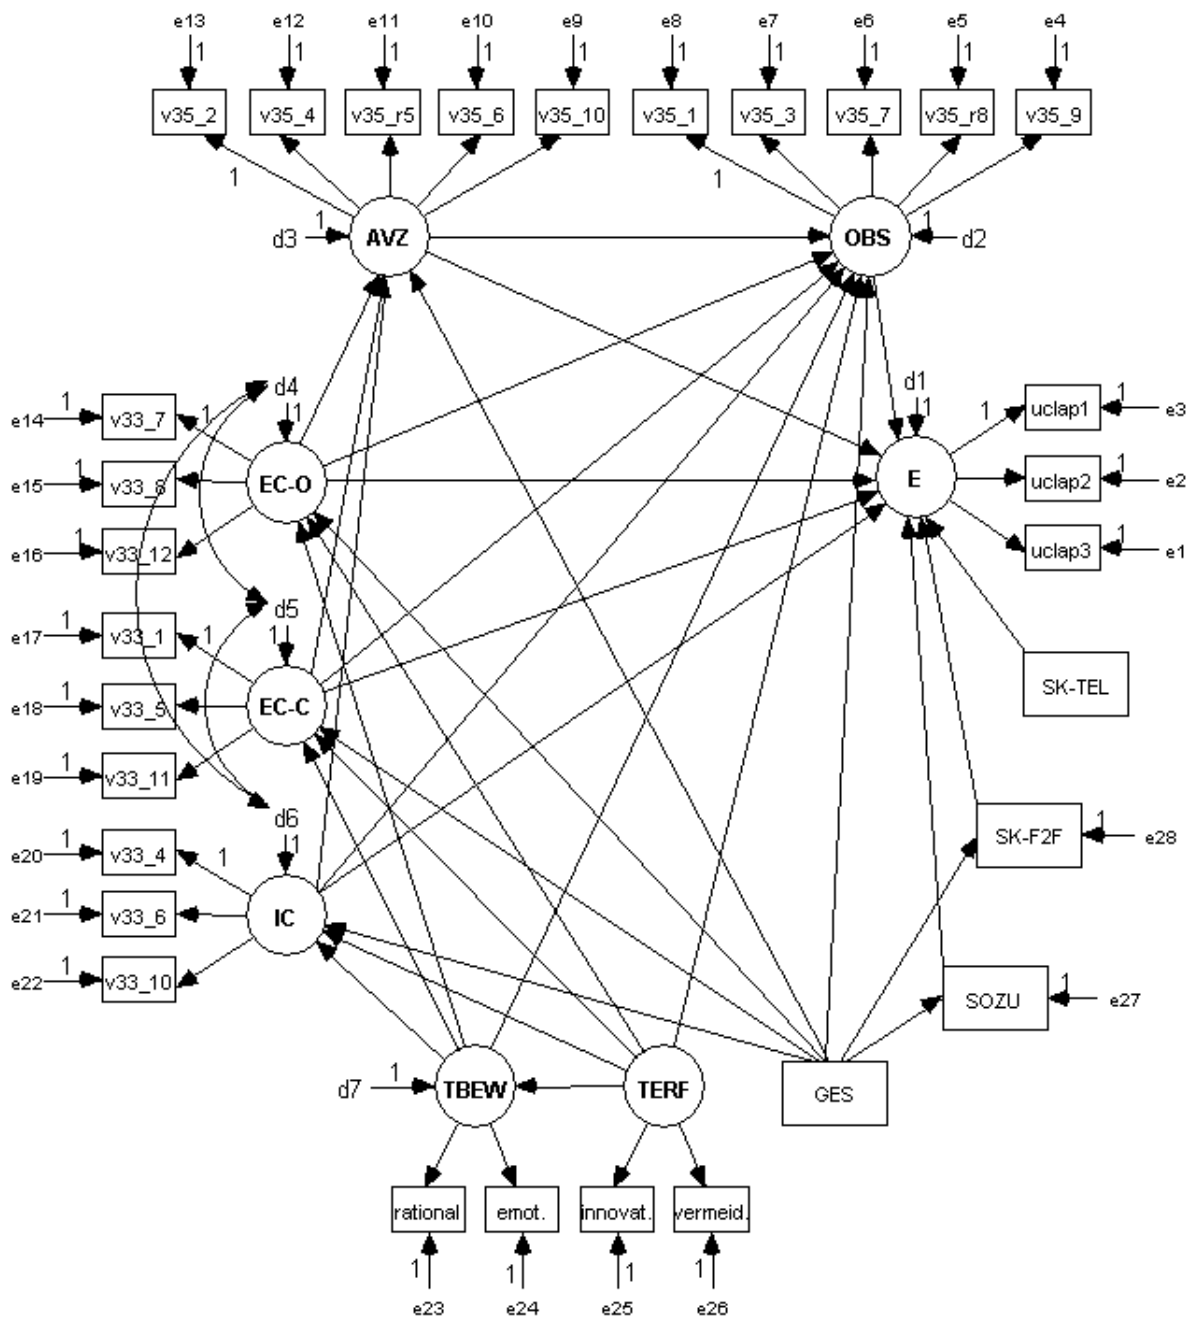 e13 e12 e11 e10 e9 e8 e7 e6 e5 e4
1 1 1 1 1 1 1 1 1 1
v35_2 v35_4 v35_r5 v35_6 v35_10 v35_1 v35_3 v35_7 v35_r8 v35_9
1 1
d3 1 AVZ OBS 1 d2
d4 d1
e14 1 v33_7 1 1 1 1 uclap1 1 e3
e15 1 v33_8 EC-O E uclap2 1 e2
e16 1 v33_12 uclap3 1 e1
d5
e17 1 v33_1 1 1
e18 1 v33_5 EC-C SK-TEL
e19 1 v33_11
d6
e20 1 v33_4 1 1 SK-F2F 1 e28
e21 1 v33_6 IC
e22 1 v33_10 SOZU 1 e27
d7 1 TBEW TERF GES
rational emot. innovat. vermeid.
1 1 1 1
e23 e24 e25 e26